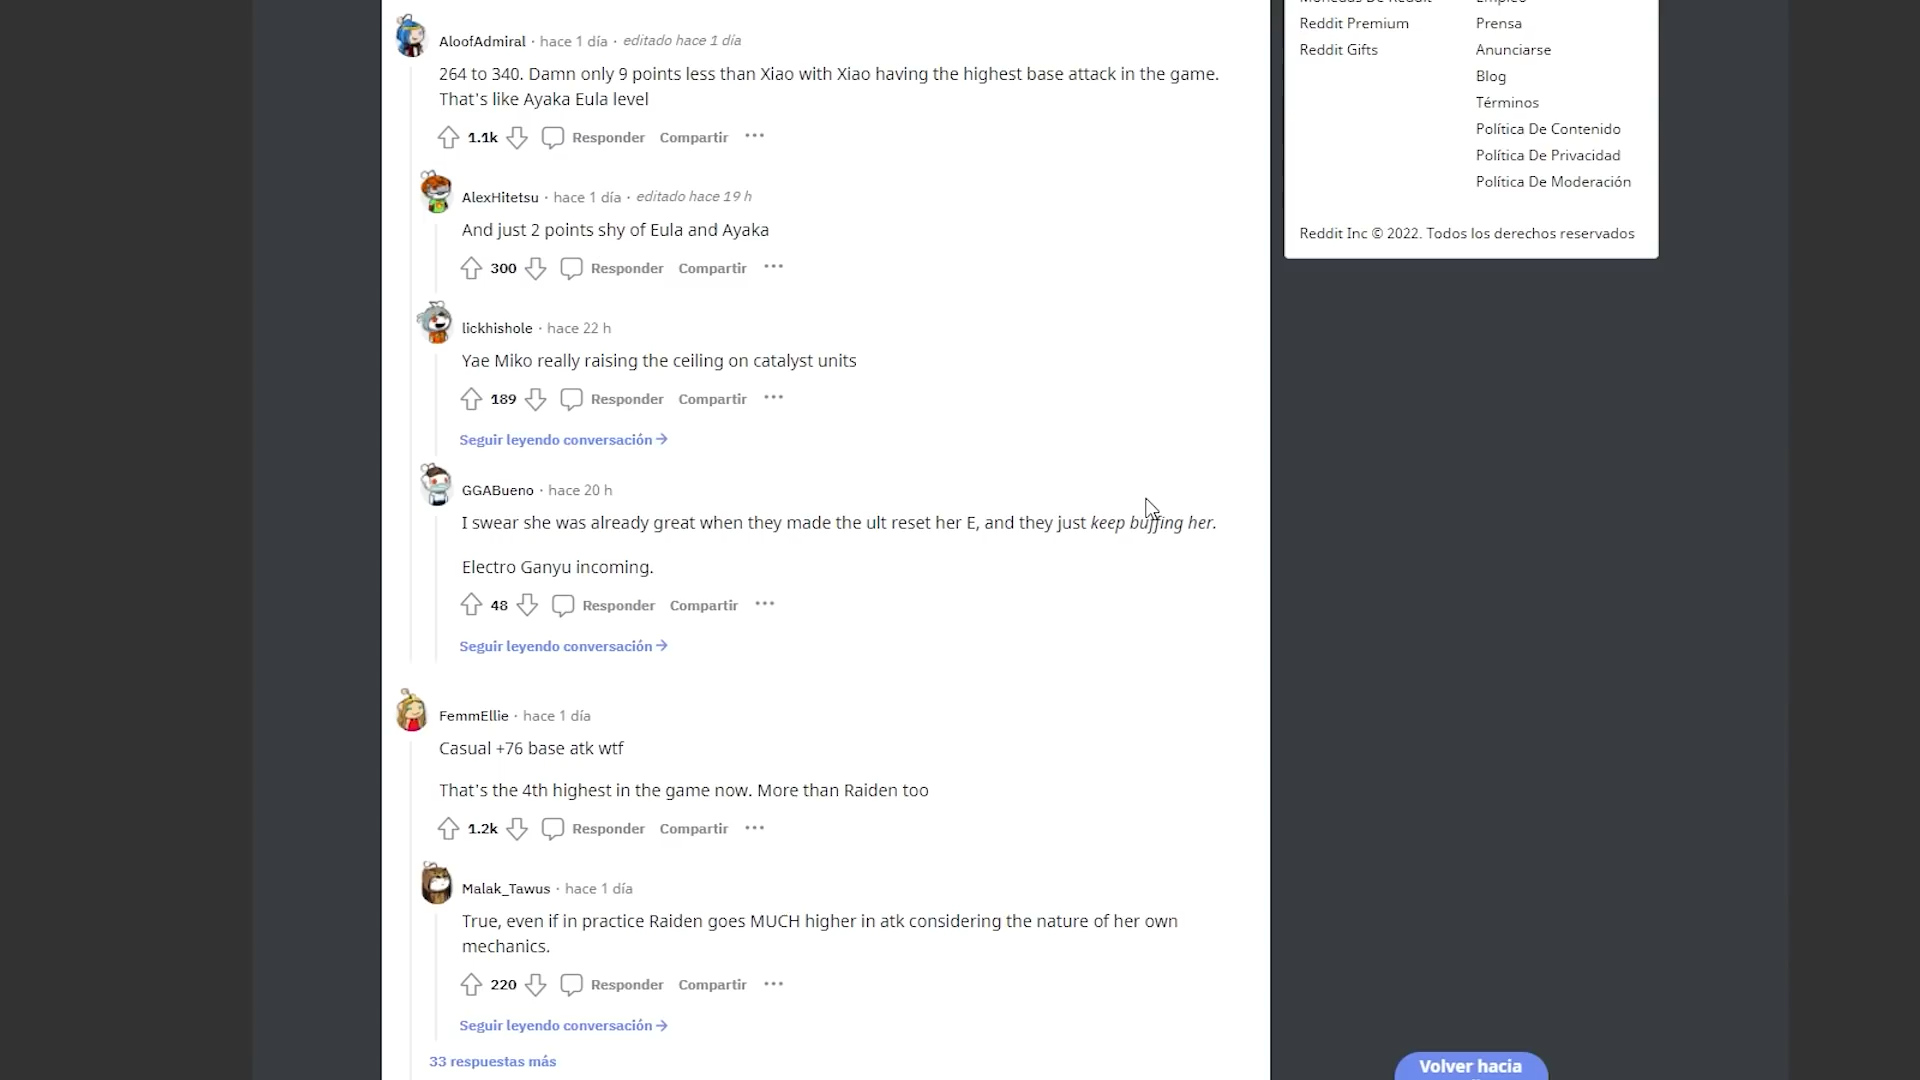 AloofAdmiral · hace 1 día · editado hace 1 día
264 to 340. Damn only 9 points less than Xiao with Xiao having the highest base attack in the game.
That's like Ayaka Eula level
1.1k Responder Compartir ···
AlexHitetsu · hace 1 día · editado hace 19 h
And just 2 points shy of Eula and Ayaka
300 Responder Compartir ···
lickhishole · hace 22 h
Yae Miko really raising the ceiling on catalyst units
189 Responder Compartir ···
Seguir leyendo conversación →
GGABueno · hace 20 h
I swear she was already great when they made the ult reset her E, and they just keep buffing her.
Electro Ganyu incoming.
48 Responder Compartir ···
Seguir leyendo conversación →
FemmEllie · hace 1 día
Casual +76 base atk wtf
That's the 4th highest in the game now. More than Raiden too
1.2k Responder Compartir ···
Malak_Tawus · hace 1 día
True, even if in practice Raiden goes MUCH higher in atk considering the nature of her own
mechanics.
220 Responder Compartir ···
Seguir leyendo conversación →
33 respuestas más
Reddit Premium
Reddit Gifts
Prensa
Anunciarse
Blog
Términos
Política De Contenido
Política De Privacidad
Política De Moderación
Reddit Inc © 2022. Todos los derechos reservados
Volver hacia